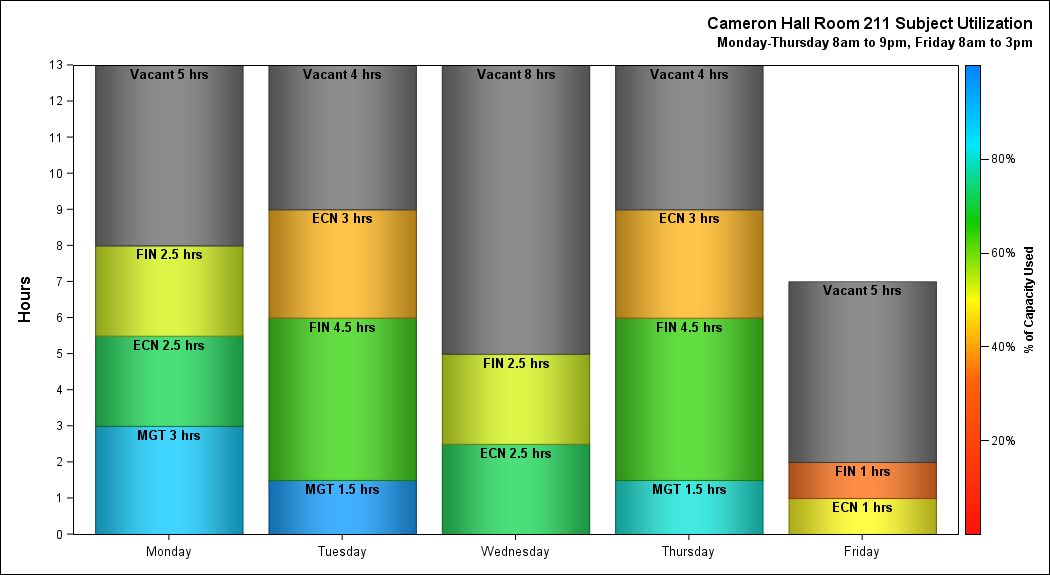 Cameron Hall Room 211 Subject Utilization
Monday-Thursday 8am to 9pm, Friday 8am to 3pm
Hours
13
12
11
10
9
8
7
6
5
4
3
2
1
0
Vacant 5 hrs
FIN 2.5 hrs
ECN 2.5 hrs
MGT 3 hrs
Vacant 4 hrs
ECN 3 hrs
FIN 4.5 hrs
MGT 1.5 hrs
Vacant 8 hrs
FIN 2.5 hrs
ECN 2.5 hrs
Vacant 4 hrs
ECN 3 hrs
FIN 4.5 hrs
MGT 1.5 hrs
Vacant 5 hrs
FIN 1 hrs
ECN 1 hrs
Monday
Tuesday
Wednesday
Thursday
Friday
80%
60%
40%
20%
% of Capacity Used